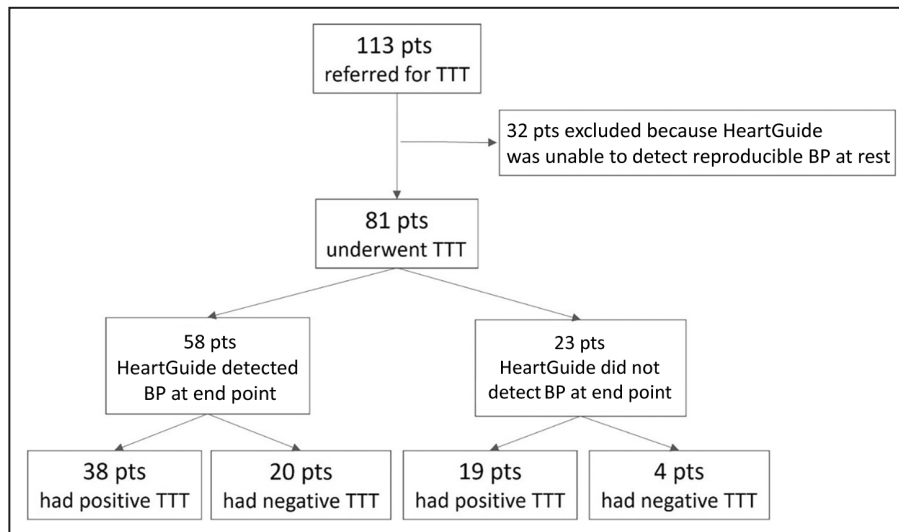 113 pts
referred for TTT
32 pts excluded because HeartGuide
was unable to detect reproducible BP at rest
81 pts
underwent TTT
58 pts
HeartGuide detected
BP at end point
23 pts
HeartGuide did not
detect BP at end point
38 pts
had positive TTT
20 pts
had negative TTT
19 pts
had positive TTT
4 pts
had negative TTT